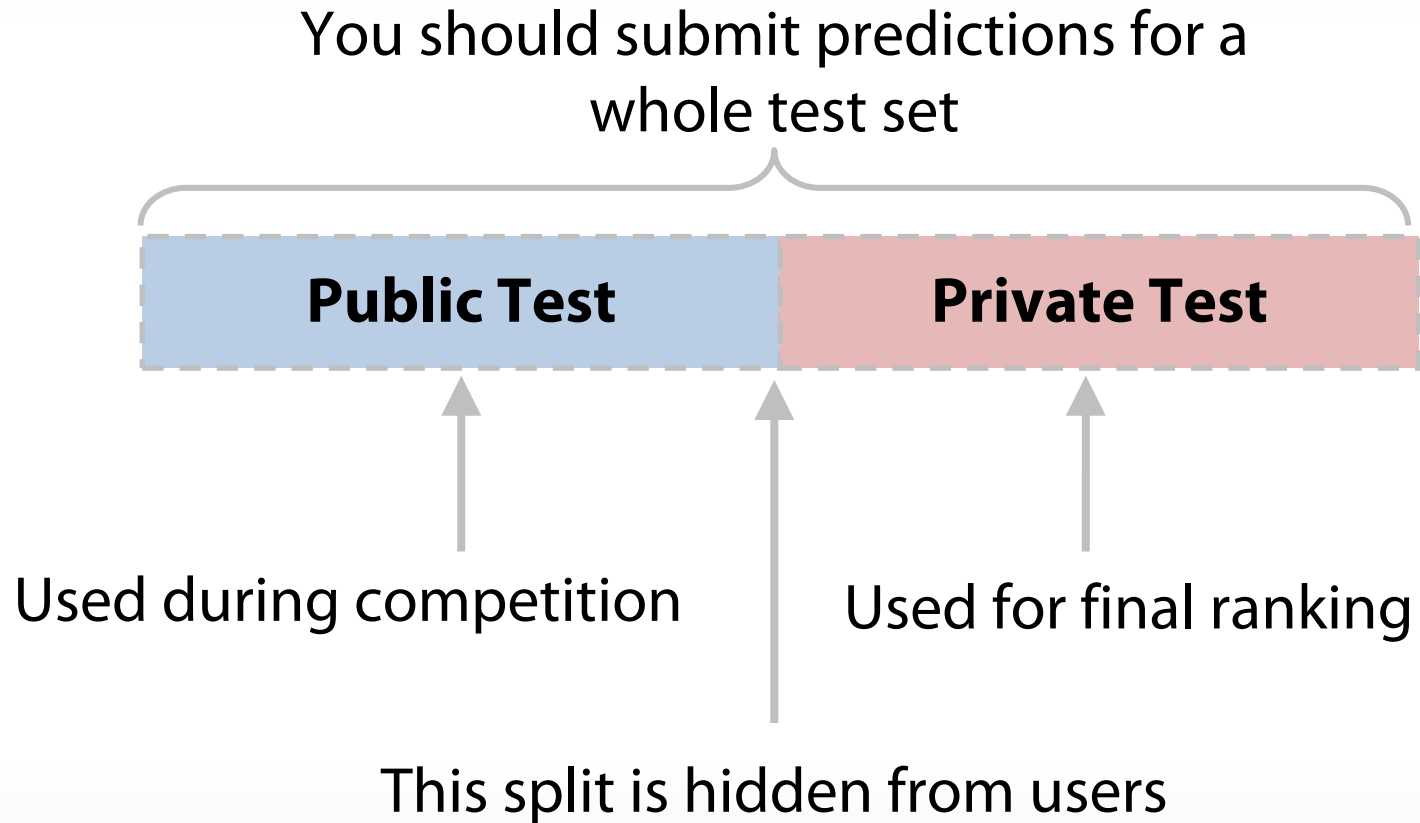 You should submit predictions for a
whole test set
Public Test
Private Test
Used during competition
Used for final ranking
This split is hidden from users